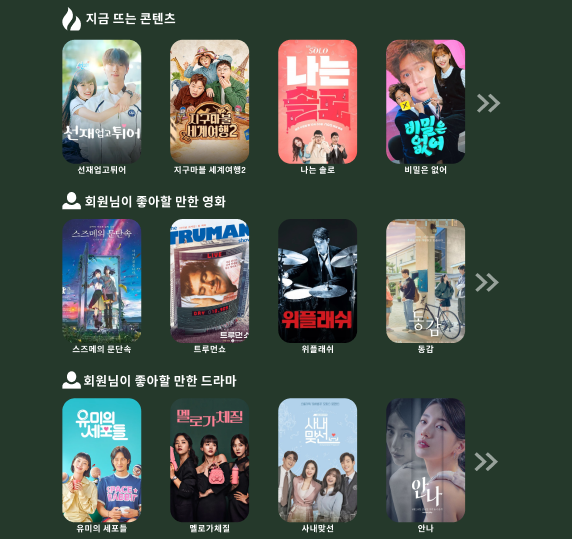 지금 뜨는 콘텐츠
선재 업고 튀어
지구마불
세계여행2
SOLO
나는
솔로
비밀은
없어
선재업고튀어
지구마불 세계여행2
나는 솔로
비밀은 없어
회원님이 좋아할 만한 영화
스즈메의 문단속
THE
TRUMAN
show
LIVE
트루먼쇼
위플래쉬
동감
스즈메의 문단속
트루먼쇼
위플래쉬
동감
회원님이 좋아할 만한 드라마
유미의
세포들
멜로가체질
사내
맞선
안나
유미의 세포들
멜로가체질
사내맞선
안나